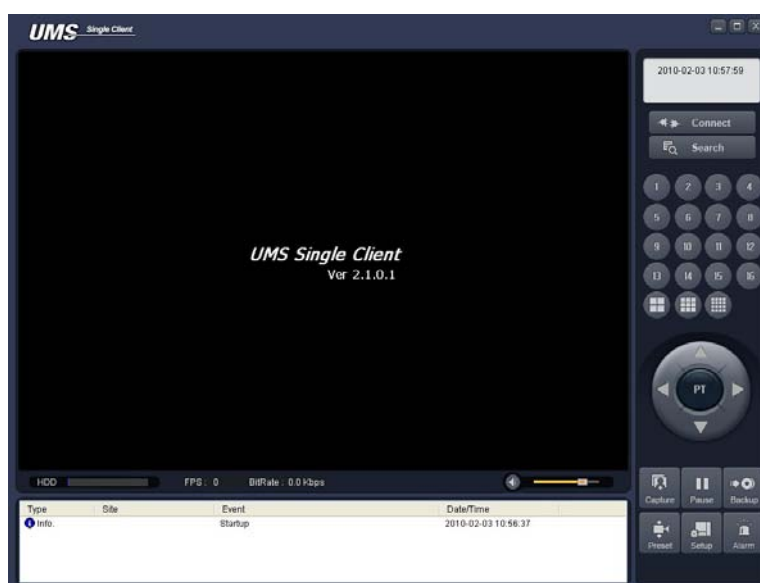 UMS Single Client
2010-02-03 10:57:59
Connect
Search
1 2 3 4
5 6 7 8
9 10 11 12
13 14 15 16
UMS Single Client
Ver 2.1.0.1
PT
HDD FPS : 0 BitRate : 0.0 Kbps
Capture Pause Backup
Preset Setup Alarm
Type Site Event Date/Time
Info. Startup 2010-02-03 10:56:37